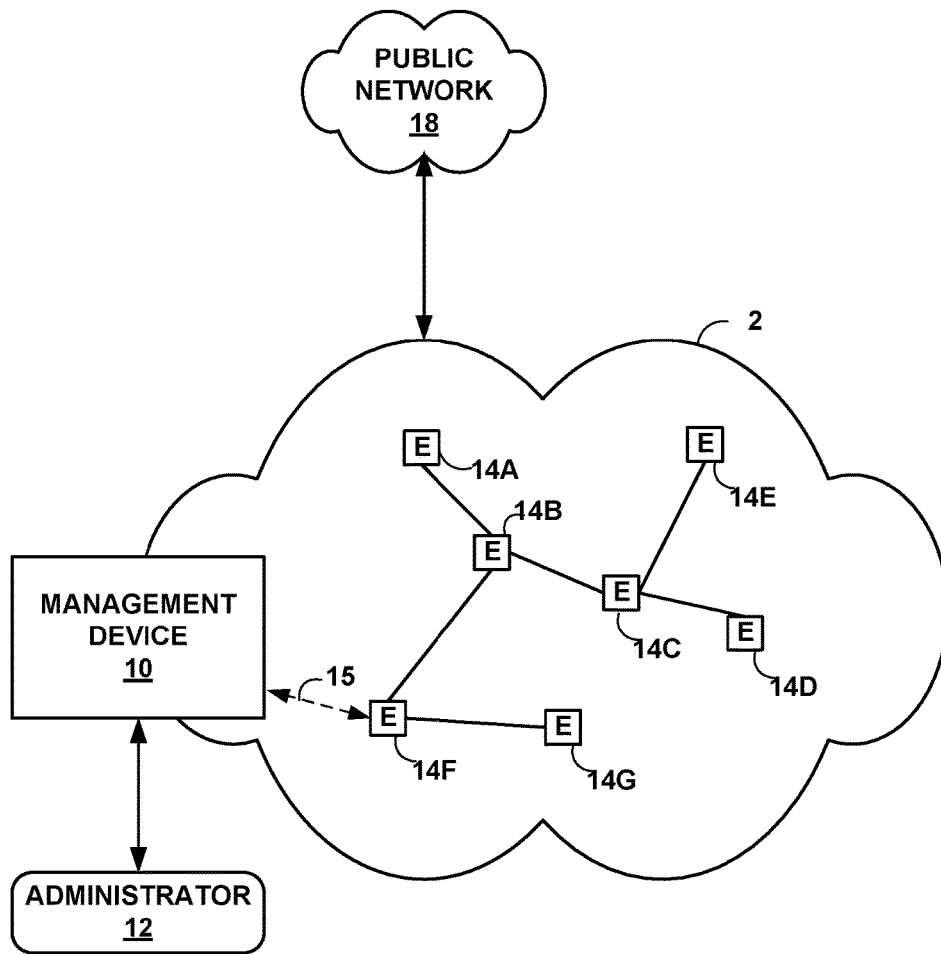 PUBLIC
NETWORK
18
2
E
14A
E
14E
14B
E
E
14C
E
14D
MANAGEMENT
DEVICE
10
15
E
14F
E
14G
ADMINISTRATOR
12